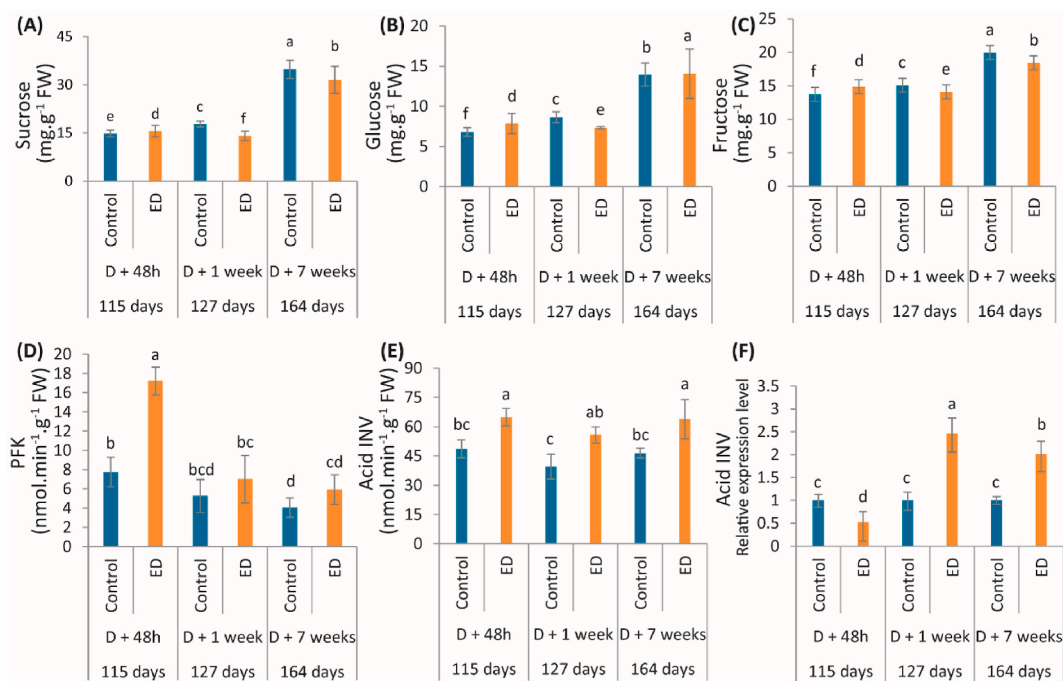 (A)
Sucrose
(mg.g⁻¹ FW)
45
30
15
0
e d c f a b
Control ED Control ED Control ED
D + 48h D + 1 week D + 7 weeks
115 days 127 days 164 days
(B)
Glucose
(mg.g⁻¹ FW)
20
15
10
5
0
f d c e b a
Control ED Control ED Control ED
D + 48h D + 1 week D + 7 weeks
115 days 127 days 164 days
(C)
Fructose
(mg.g⁻¹ FW)
25
20
15
10
5
0
f d c e a b
Control ED Control ED Control ED
D + 48h D + 1 week D + 7 weeks
115 days 127 days 164 days
(D)
PFK
(nmol.min⁻¹.g⁻¹ FW)
20
18
16
14
12
10
8
6
4
2
0
b a bcd bc d cd
Control ED Control ED Control ED
D + 48h D + 1 week D + 7 weeks
115 days 127 days 164 days
(E)
Acid INV
(nmol.min⁻¹.g⁻¹ FW)
90
75
60
45
30
15
0
bc a c ab bc a
Control ED Control ED Control ED
D + 48h D + 1 week D + 7 weeks
115 days 127 days 164 days
(F)
Acid INV
Relative expression level
3.5
3
2.5
2
1.5
1
0.5
0
c d c a c b
Control ED Control ED Control ED
D + 48h D + 1 week D + 7 weeks
115 days 127 days 164 days